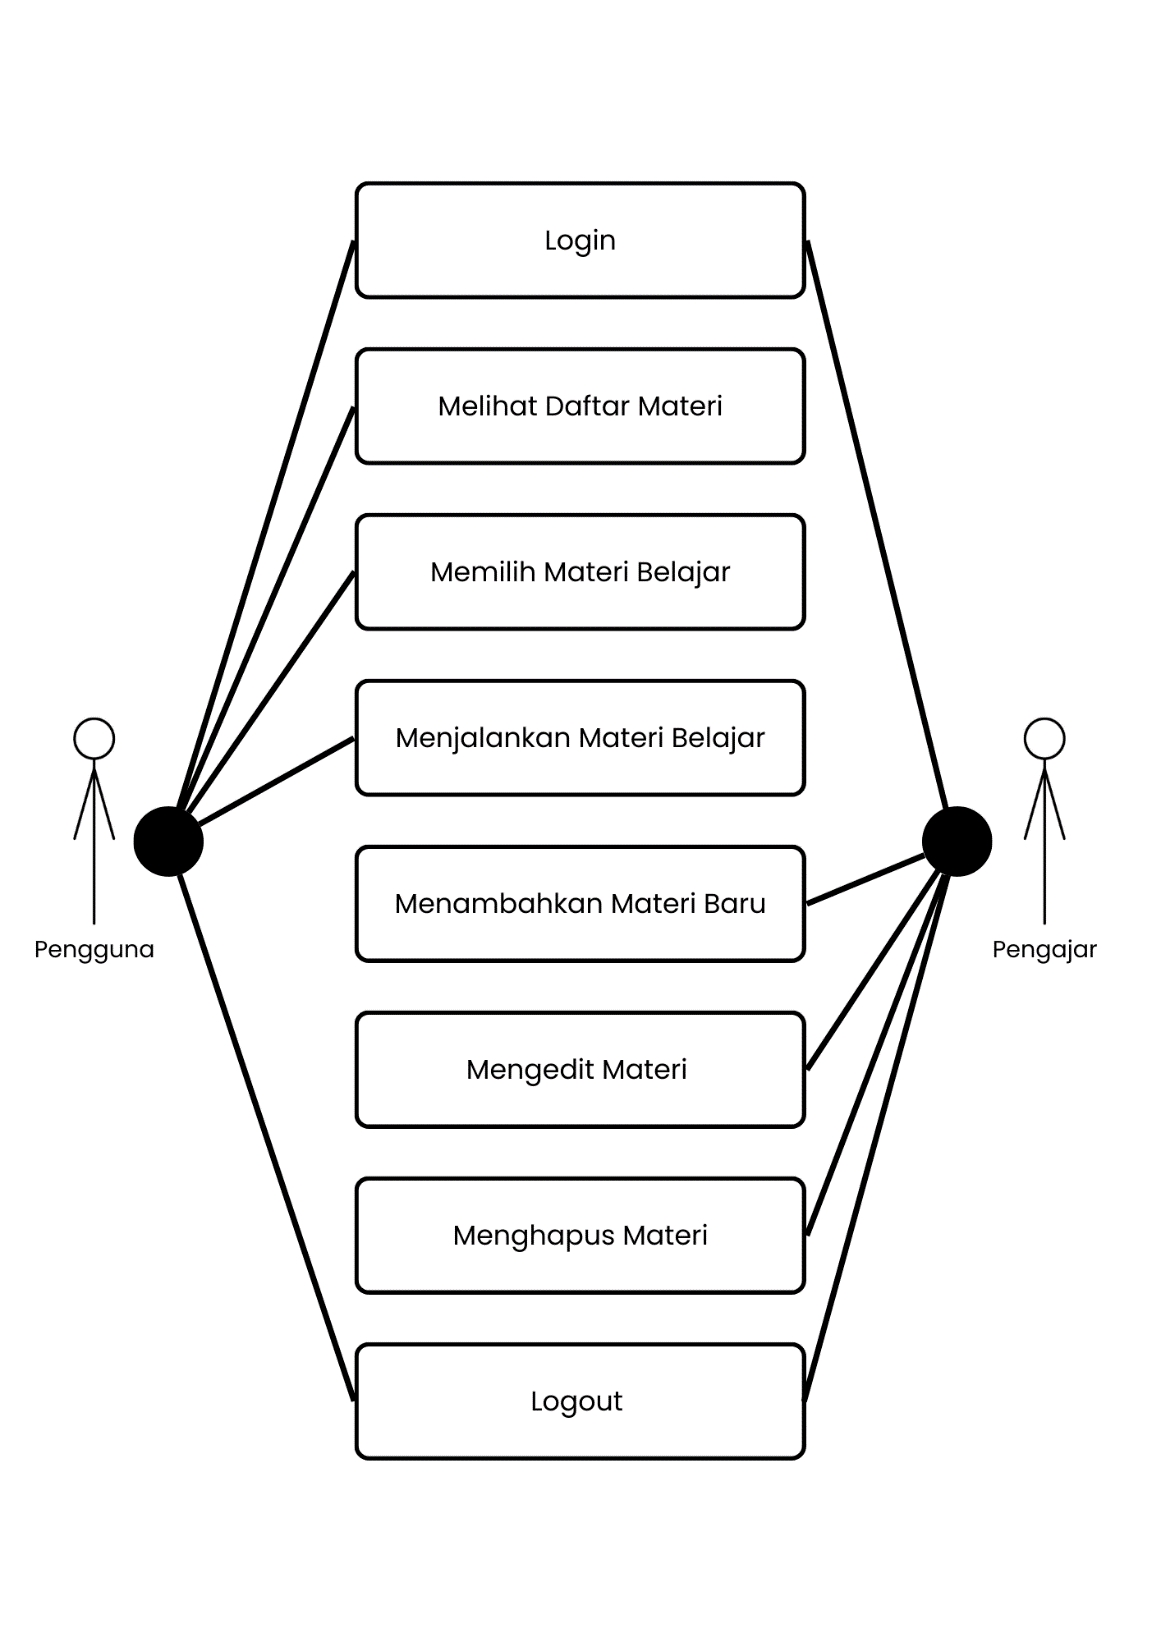 Login
Melihat Daftar Materi
Memilih Materi Belajar
Menjalankan Materi Belajar
Menambahkan Materi Baru
Pengguna
Pengajar
Mengedit Materi
Menghapus Materi
Logout